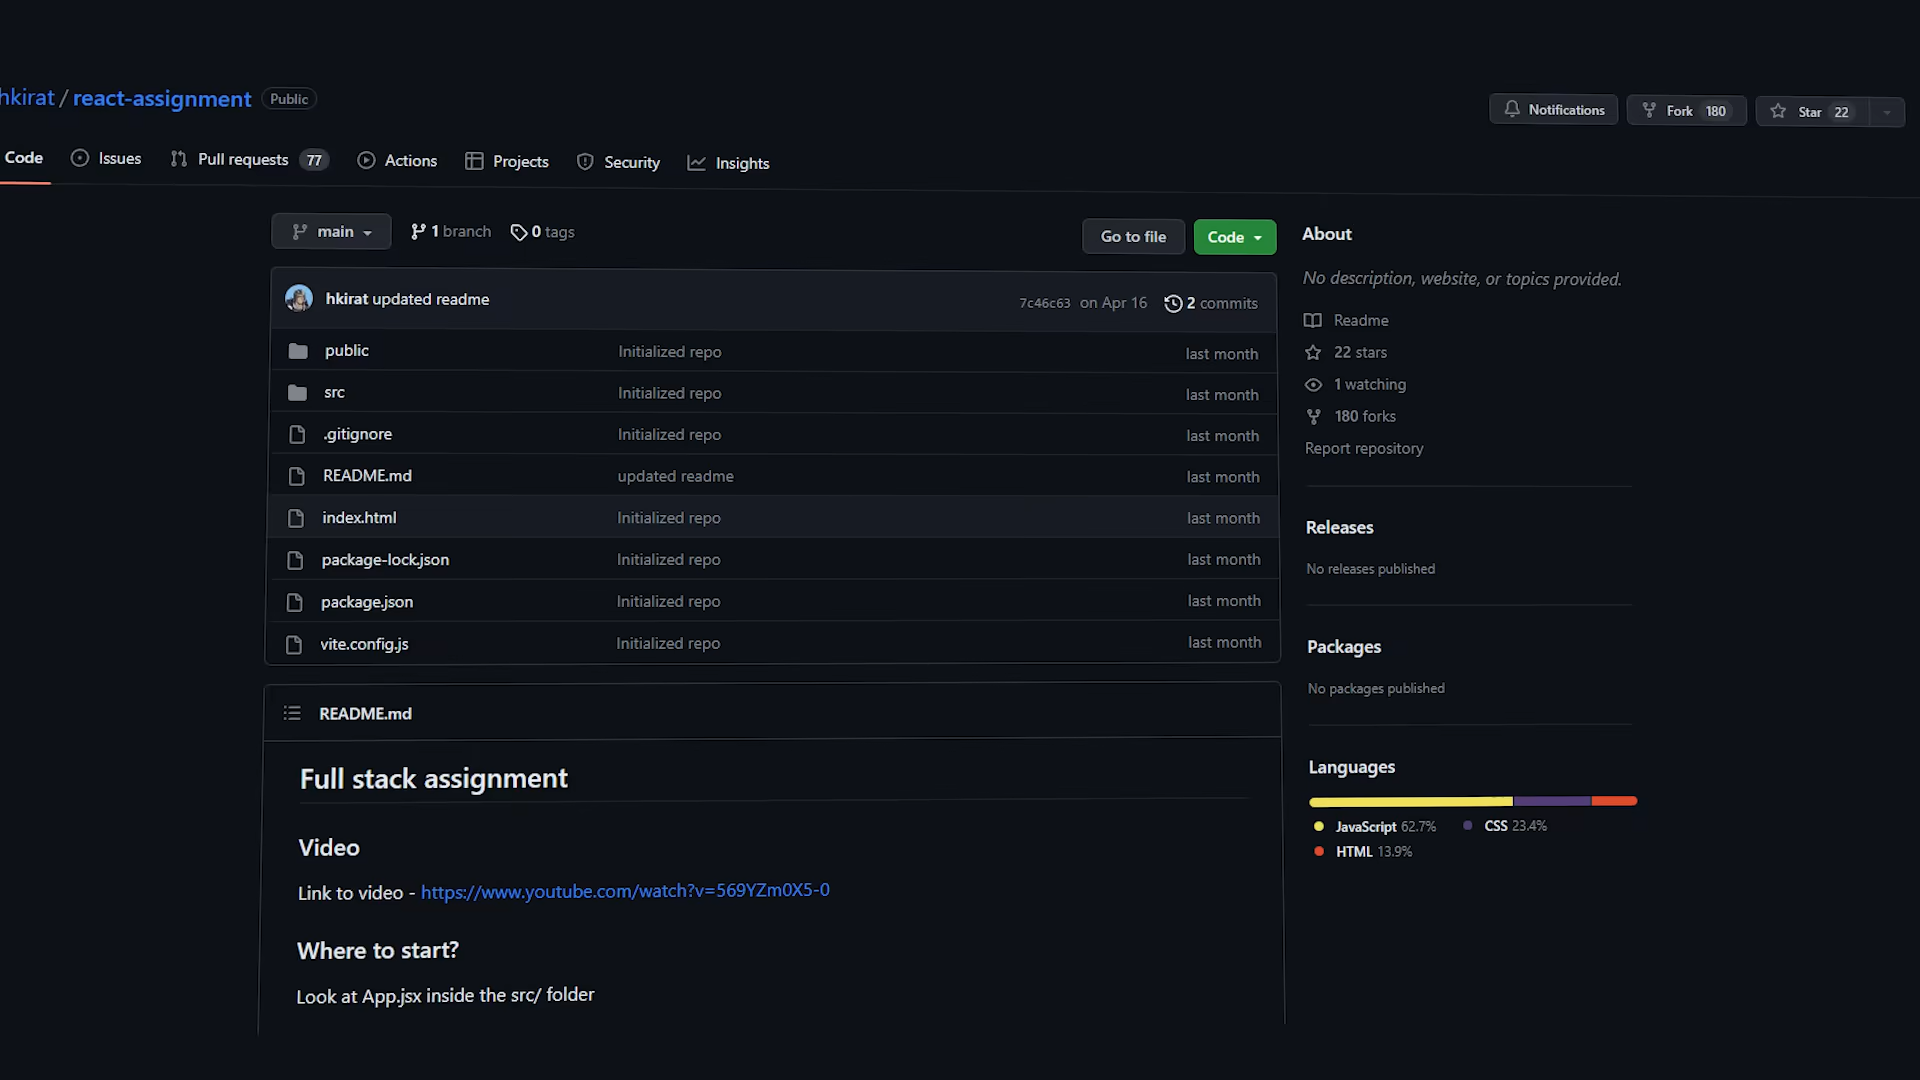 hkirat / react-assignment Public
Notifications Fork 180 Star 22
Code Issues Pull requests 77 Actions Projects Security Insights
main 1 branch 0 tags Go to file Code
hkirat updated readme 7c46c63 on Apr 16 2 commits
public Initialized repo last month
src Initialized repo last month
.gitignore Initialized repo last month
README.md updated readme last month
index.html Initialized repo last month
package-lock.json Initialized repo last month
package.json Initialized repo last month
vite.config.js Initialized repo last month
README.md
Full stack assignment
Video
Link to video - https://www.youtube.com/watch?v=569YZm0X5-0
Where to start?
Look at App.jsx inside the src/ folder
About
No description, website, or topics provided.
Readme
22 stars
1 watching
180 forks
Report repository
Releases
No releases published
Packages
No packages published
Languages
JavaScript 62.7% CSS 23.4%
HTML 13.9%